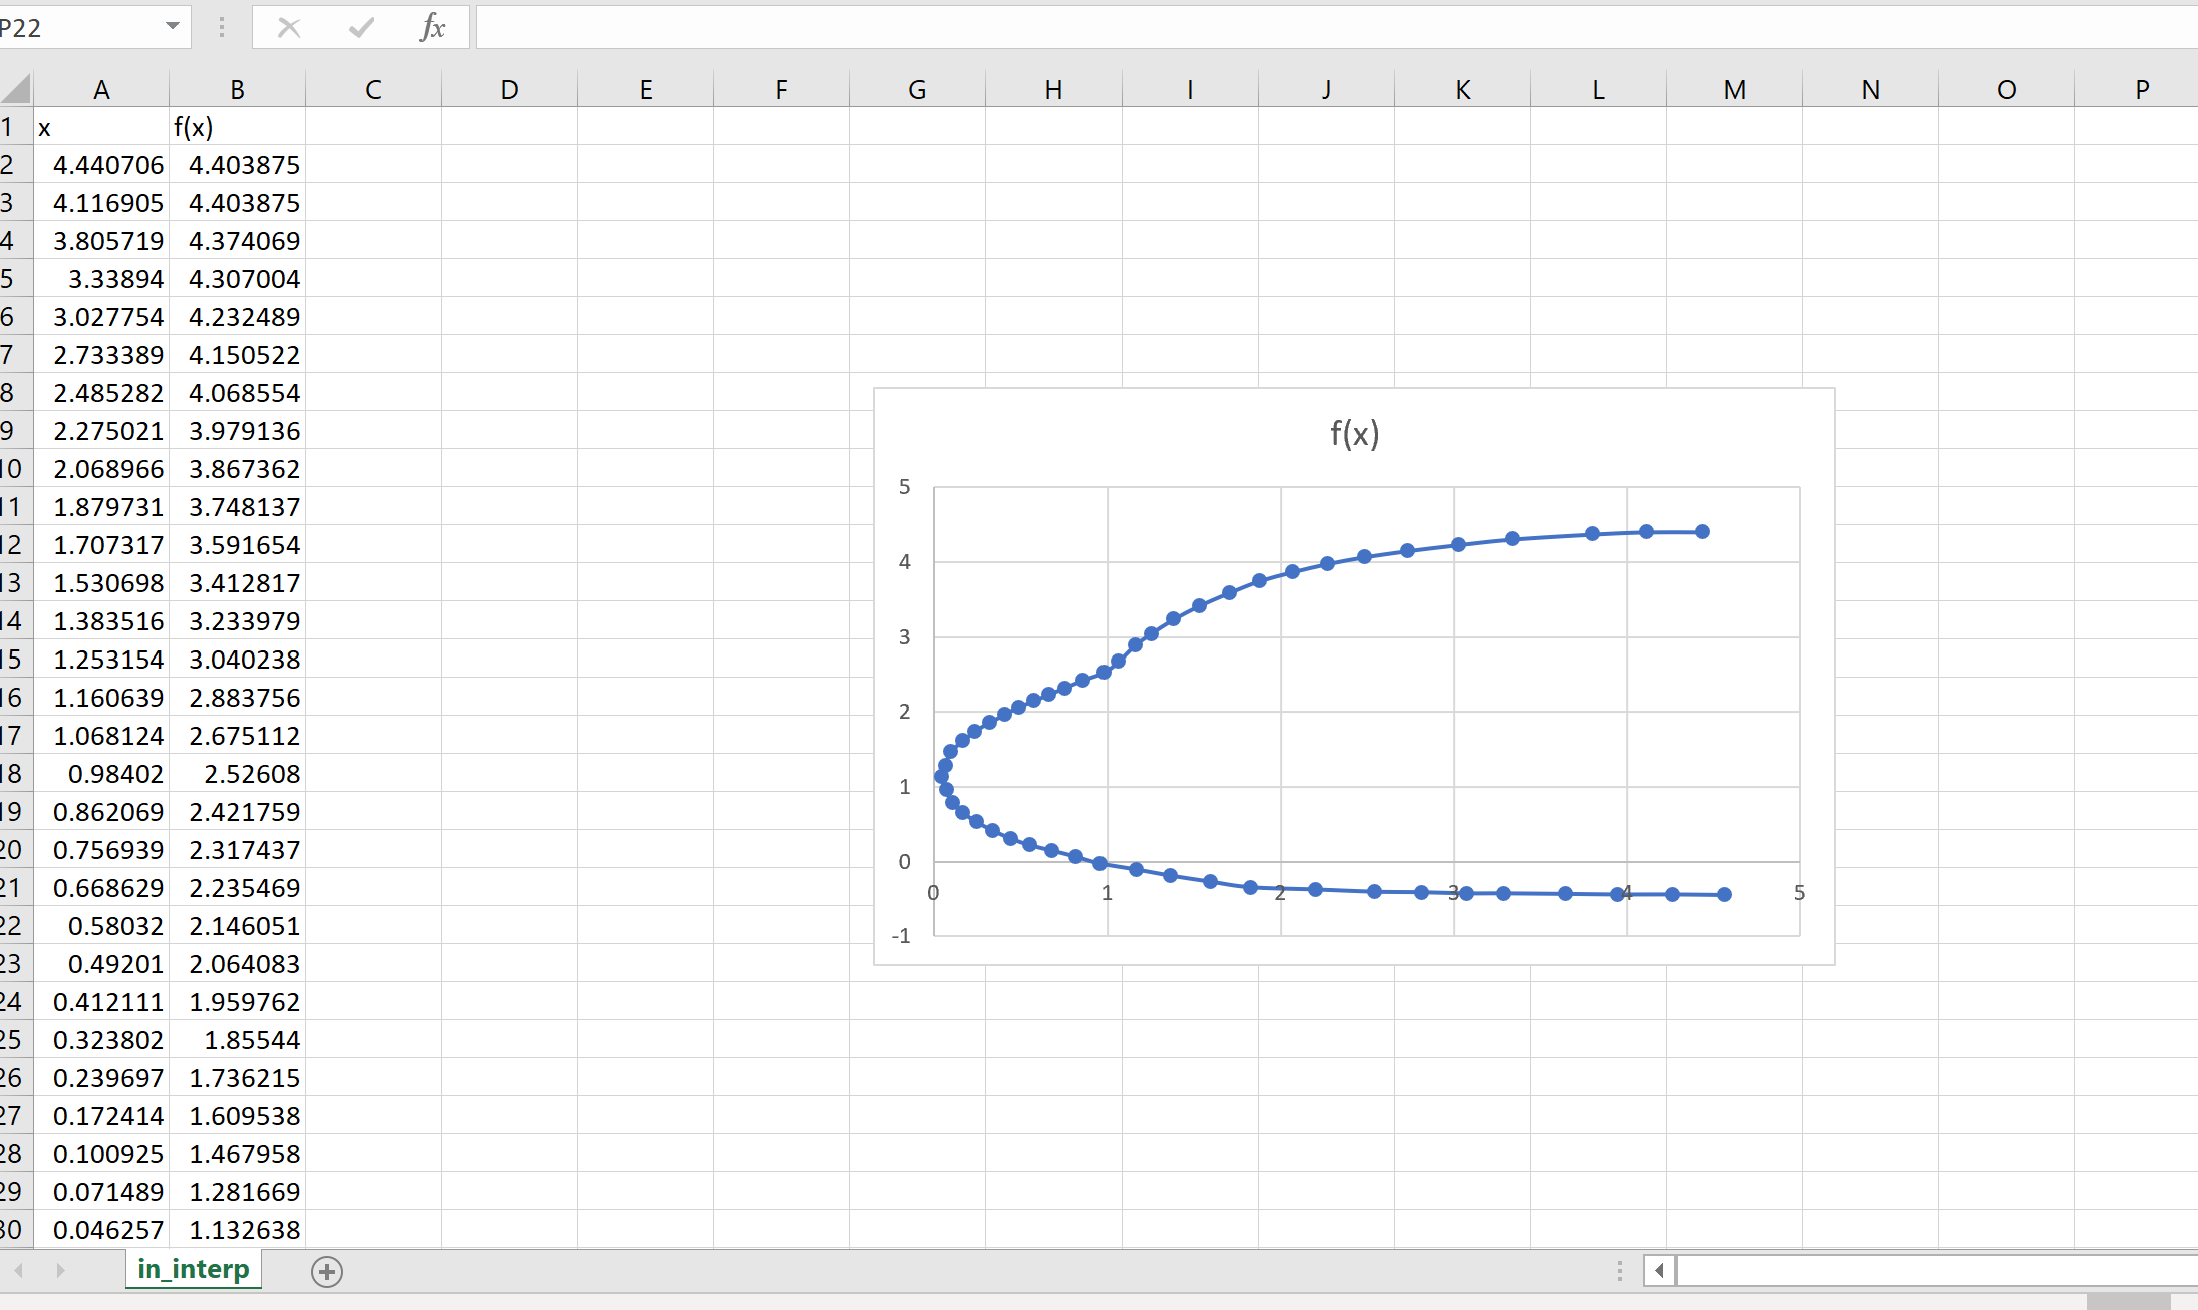 P22 fx
A B C D E F G H I J K L M N O P
1 x f(x)
2 4.440706 4.403875
3 4.116905 4.403875
4 3.805719 4.374069
5 3.33894 4.307004
6 3.027754 4.232489
7 2.733389 4.150522
8 2.485282 4.068554
9 2.275021 3.979136
10 2.068966 3.867362
11 1.879731 3.748137
12 1.707317 3.591654
13 1.530698 3.412817
14 1.383516 3.233979
15 1.253154 3.040238
16 1.160639 2.883756
17 1.068124 2.675112
18 0.98402 2.52608
19 0.862069 2.421759
20 0.756939 2.317437
21 0.668629 2.235469
22 0.58032 2.146051
23 0.49201 2.064083
24 0.412111 1.959762
25 0.323802 1.85544
26 0.239697 1.736215
27 0.172414 1.609538
28 0.100925 1.467958
29 0.071489 1.281669
30 0.046257 1.132638
f(x)
5
4
3
2
1
0
0 1 2 3 4 5
-1
in_interp